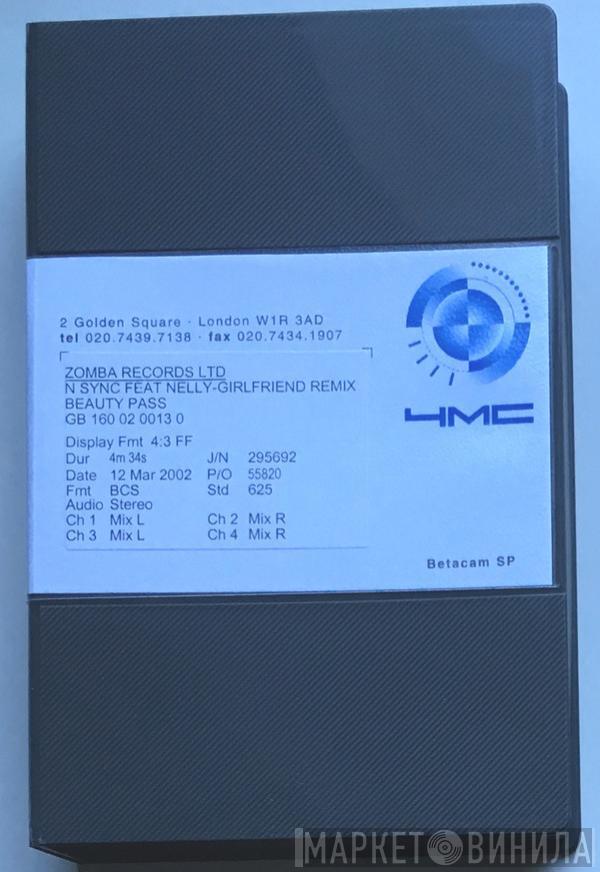 2 Golden Square · London W1R 3AD
tel 020.7439.7138 · fax 020.7434.1907
ZOMBA RECORDS LTD
N SYNC FEAT NELLY-GIRLFRIEND REMIX
BEAUTY PASS
GB 160 02 0013 0
Display Fmt 4:3 FF
Dur 4m 34s J/N 295692
Date 12 Mar 2002 P/O 55820
Fmt BCS Std 625
Audio Stereo
Ch 1 Mix L Ch 2 Mix R
Ch 3 Mix L Ch 4 Mix R
4MC
Betacam SP
МАРКЕТ ВИНИЛА